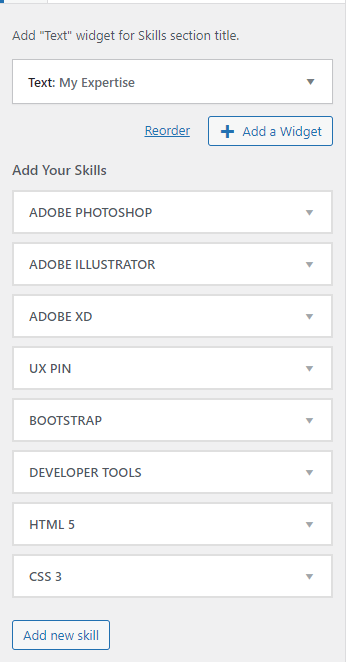 Add "Text" widget for Skills section title.
Text: My Expertise
Reorder
Add a Widget
Add Your Skills
ADOBE PHOTOSHOP
ADOBE ILLUSTRATOR
ADOBE XD
UX PIN
BOOTSTRAP
DEVELOPER TOOLS
HTML 5
CSS 3
Add new skill